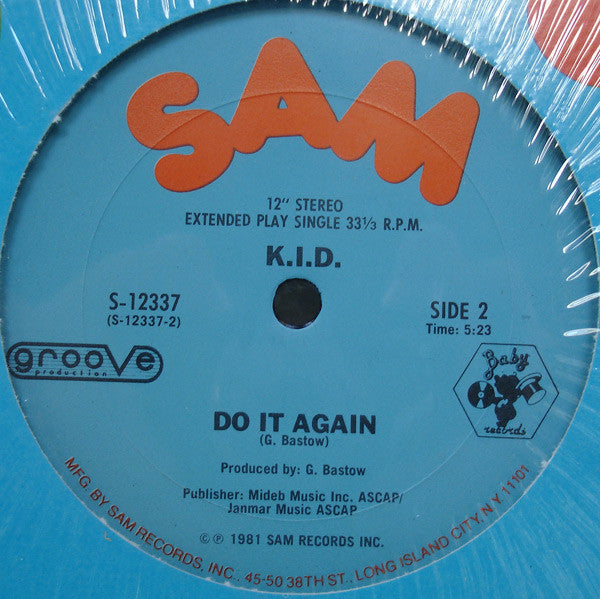 SAM
12" STEREO
EXTENDED PLAY SINGLE 33⅓ R.P.M.
K.I.D.
S-12337
(S-12337-2)
SIDE 2
Time: 5:23
groove
production
Baby
records
DO IT AGAIN
(G. Bastow)
Produced by: G. Bastow
Publisher: Mideb Music Inc. ASCAP/
Janmar Music ASCAP
© ℗ 1981 SAM RECORDS INC.
MFG. BY SAM RECORDS, INC. 45-50 38TH ST., LONG ISLAND CITY, N.Y. 11101